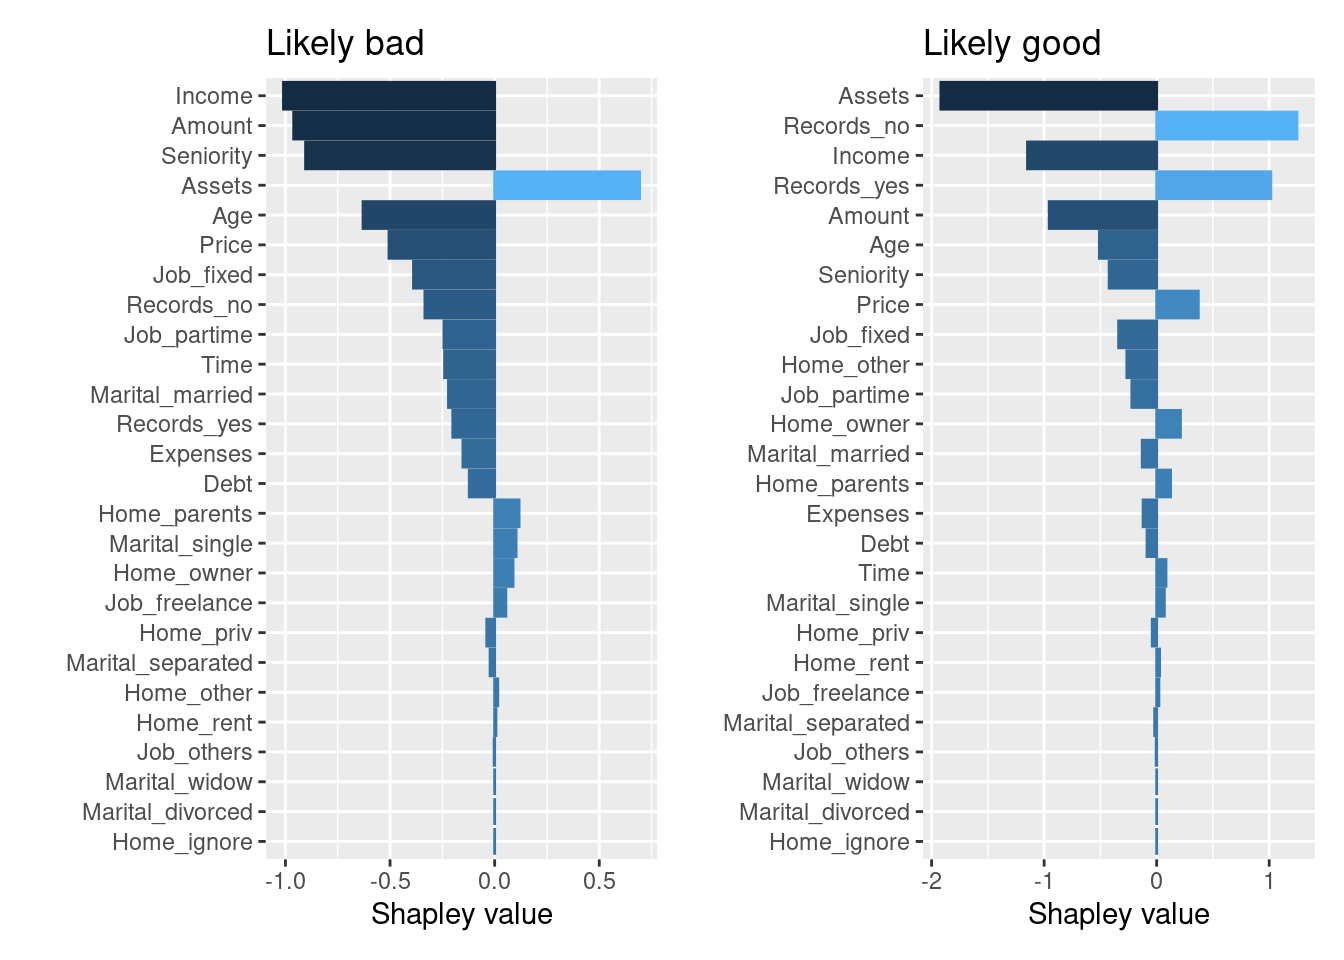 Likely bad
Income
Amount
Seniority
Assets
Age
Price
Job_fixed
Records_no
Job_partime
Time
Marital_married
Records_yes
Expenses
Debt
Home_parents
Marital_single
Home_owner
Job_freelance
Home_priv
Marital_separated
Home_other
Home_rent
Job_others
Marital_widow
Marital_divorced
Home_ignore
-1.0 -0.5 0.0 0.5
Shapley value
Likely good
Assets
Records_no
Income
Records_yes
Amount
Age
Seniority
Price
Job_fixed
Home_other
Job_partime
Home_owner
Marital_married
Home_parents
Expenses
Debt
Time
Marital_single
Home_priv
Home_rent
Job_freelance
Marital_separated
Job_others
Marital_widow
Marital_divorced
Home_ignore
-2 -1 0 1
Shapley value